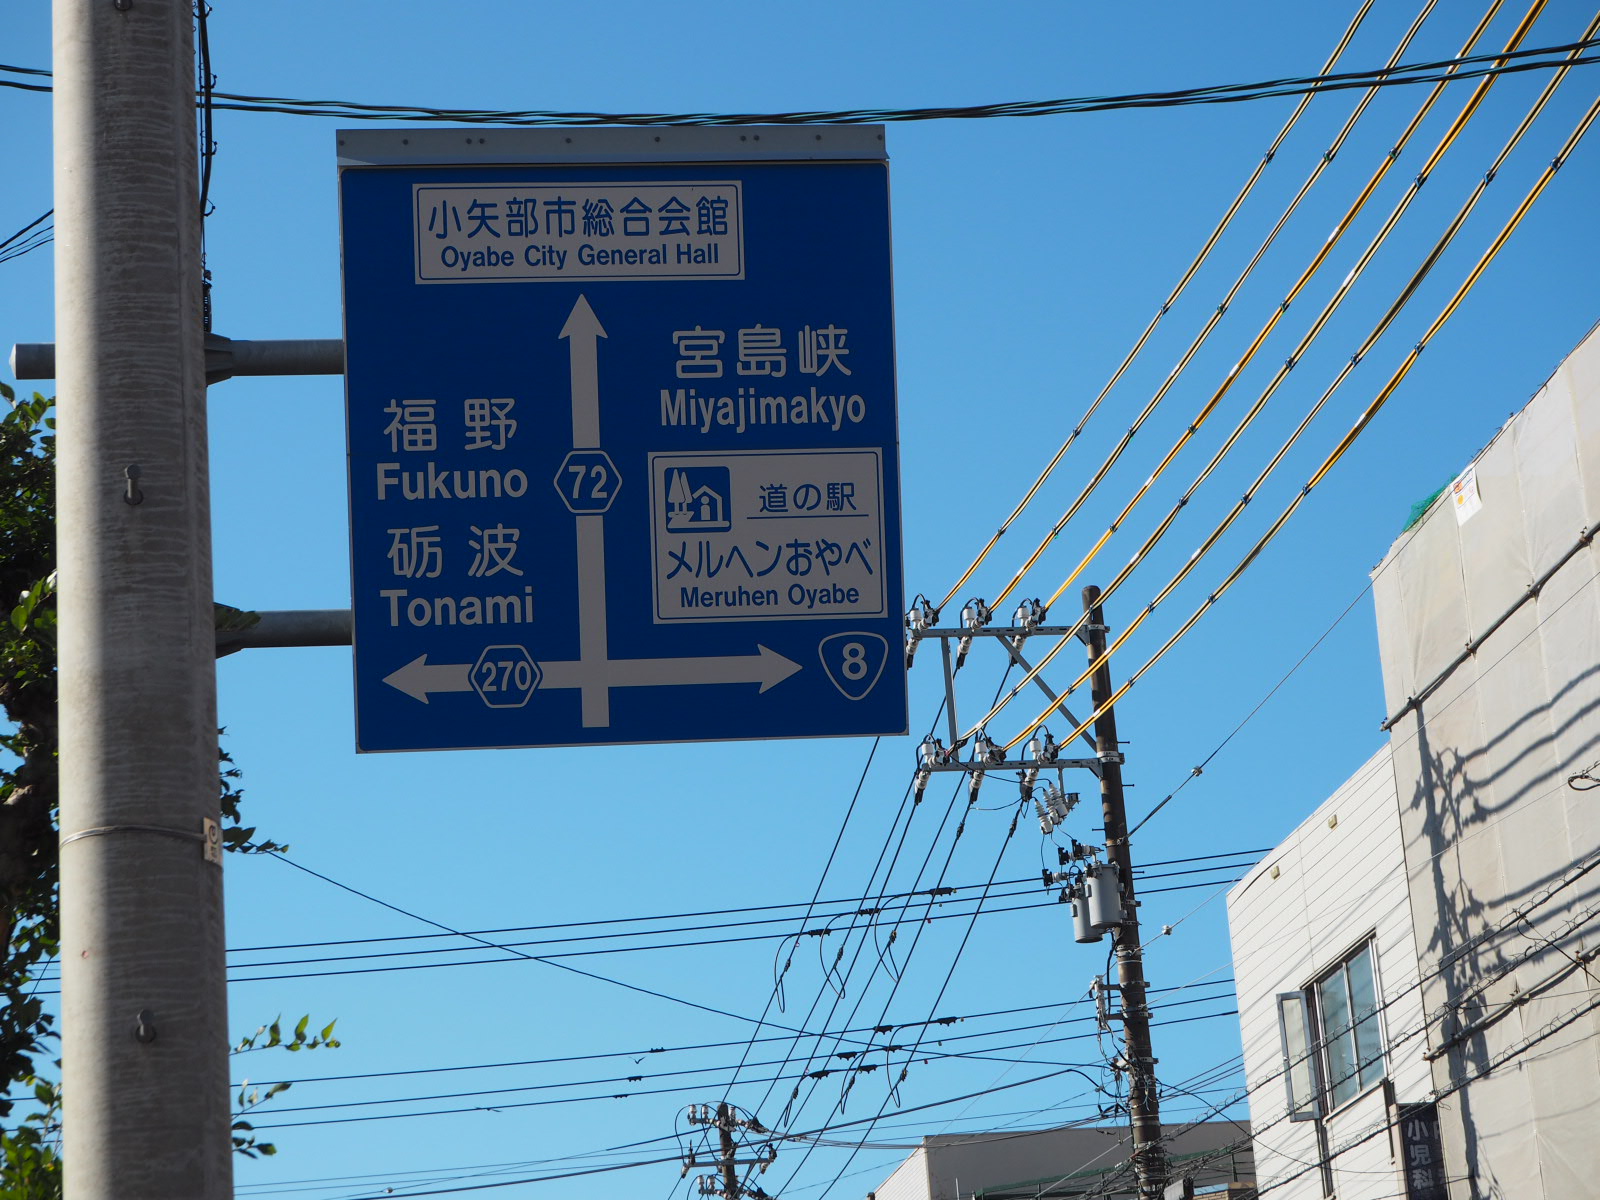 小矢部市総合会館
Oyabe City General Hall
宮島峡
Miyajimakyo
福野
Fukuno
砺波
Tonami
72
道の駅
メルヘンおやべ
Meruhen Oyabe
270
8
小児科